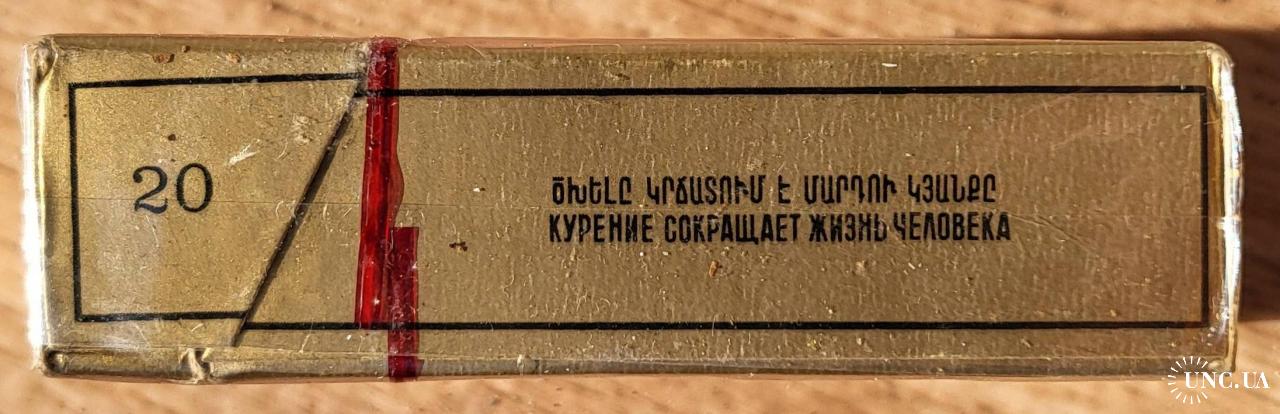 20
ԾԽԵԼԸ ԿՐՃԱՏՈՒՄ Է ՄԱՐԴՈՒ ԿՅԱՆՔԸ
КУРЕНИЕ СОКРАЩАЕТ ЖИЗНЬ ЧЕЛОВЕКА
UNC.UA